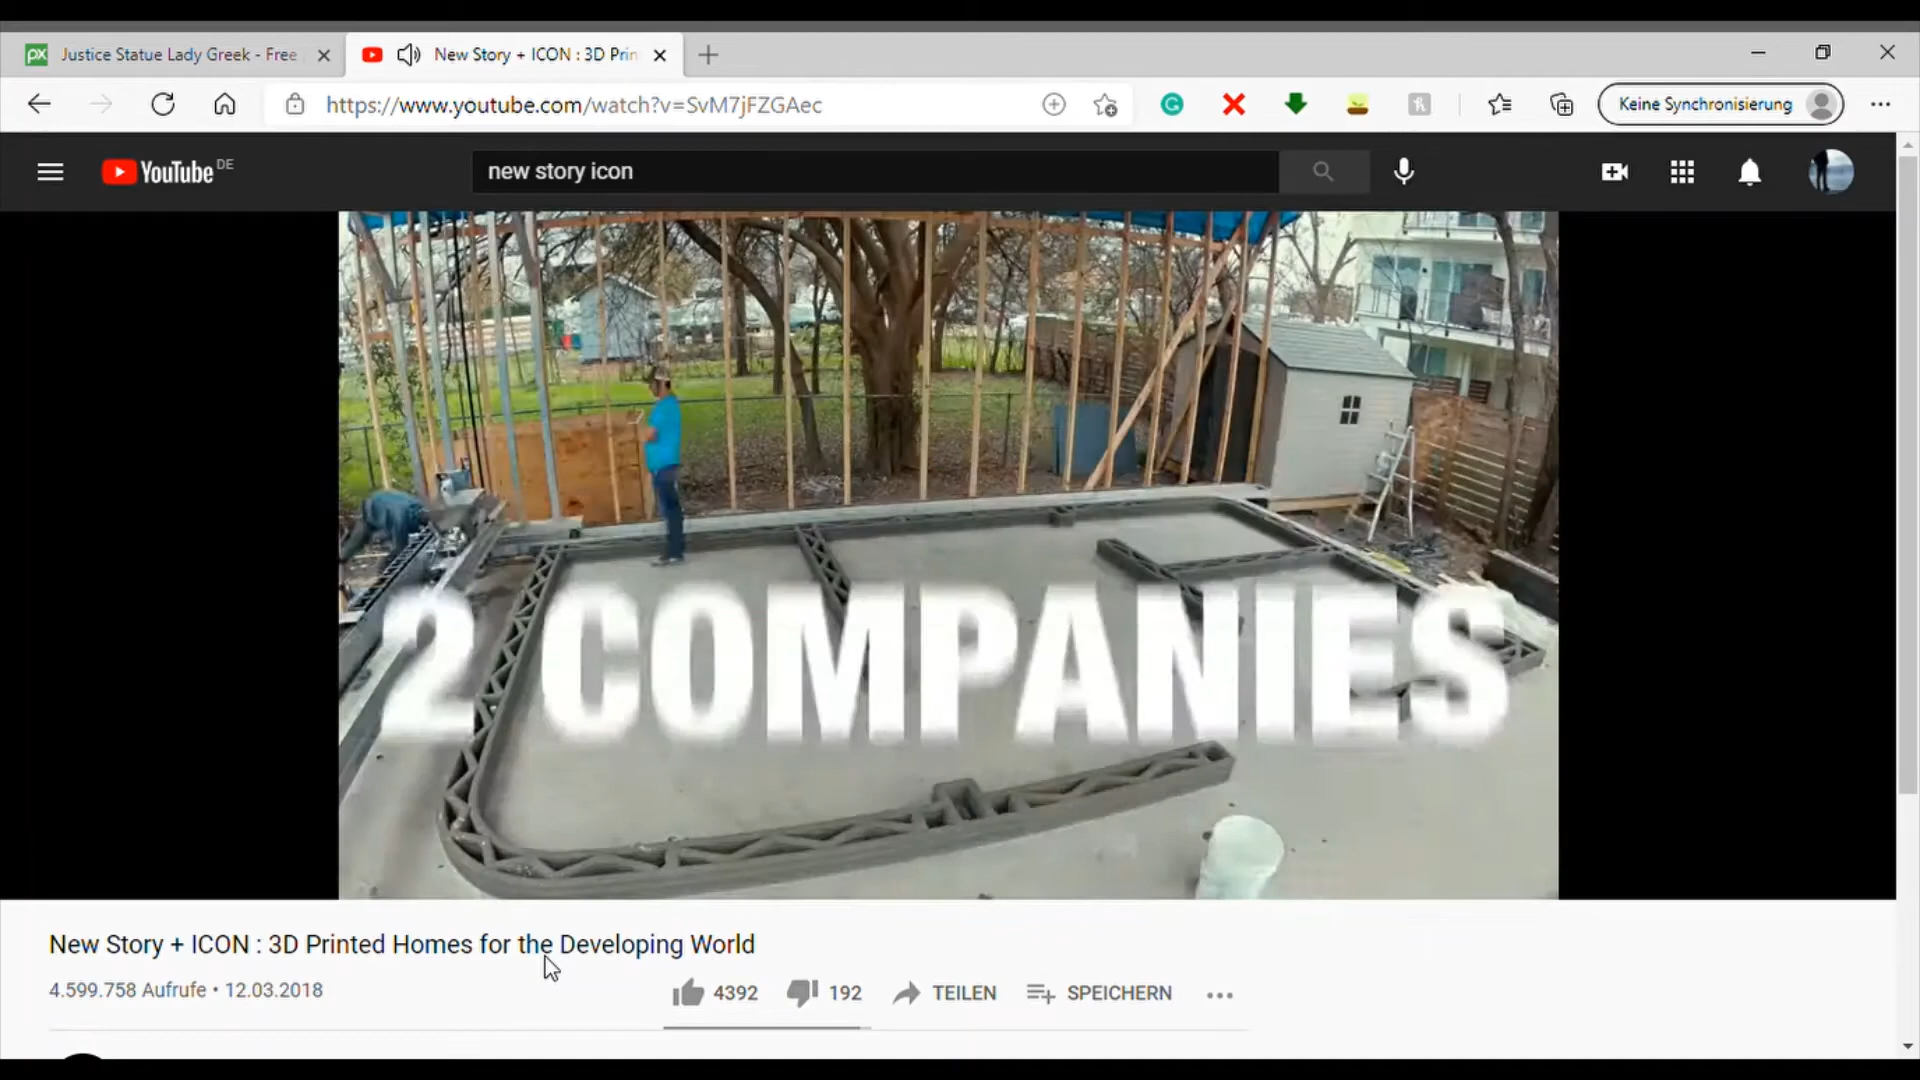 Justice Statue Lady Greek - Free
New Story + ICON : 3D Prin
https://www.youtube.com/watch?v=SvM7jFZGAec
Keine Synchronisierung
YouTube DE
new story icon
2 COMPANIES
New Story + ICON : 3D Printed Homes for the Developing World
4.599.758 Aufrufe • 12.03.2018
4392
192
TEILEN
SPEICHERN